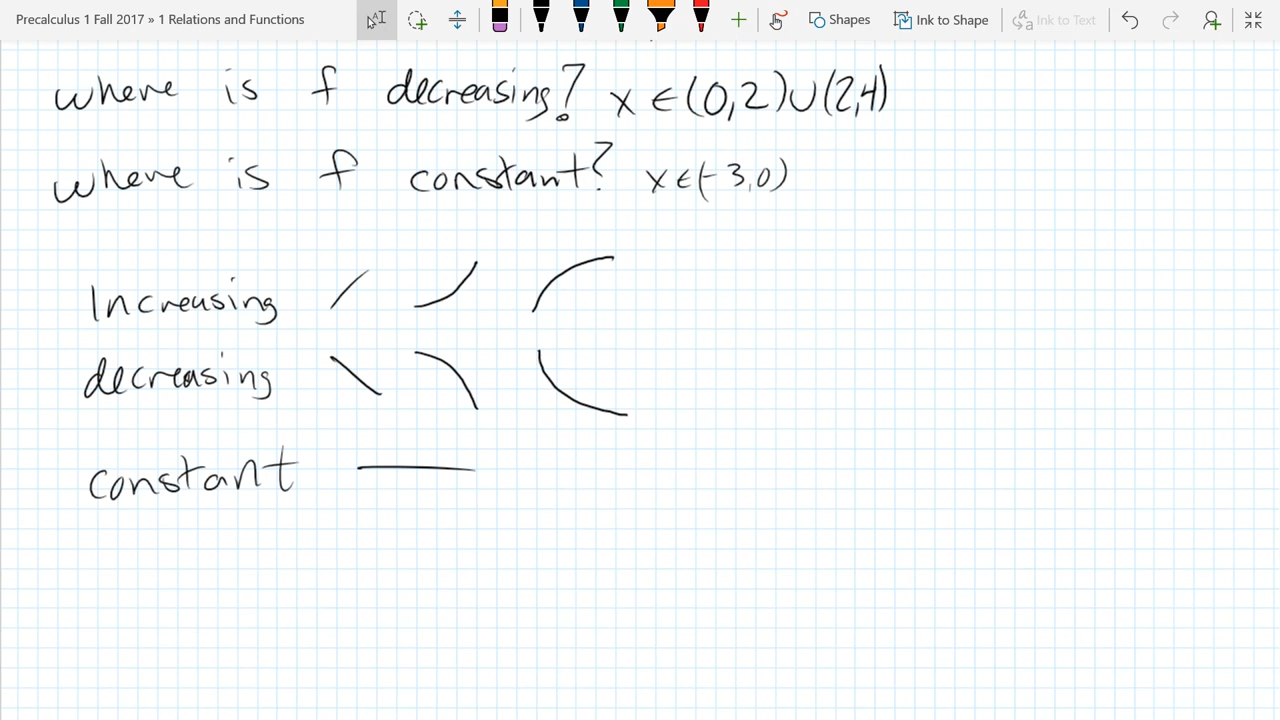 Precalculus 1 Fall 2017 » 1 Relations and Functions
Shapes
Ink to Shape
Ink to Text
where is f decreasing? x ∈ (0,2)∪(2,4)
where is f constant? x ∈ (-3,0)
Increasing
decreasing
constant